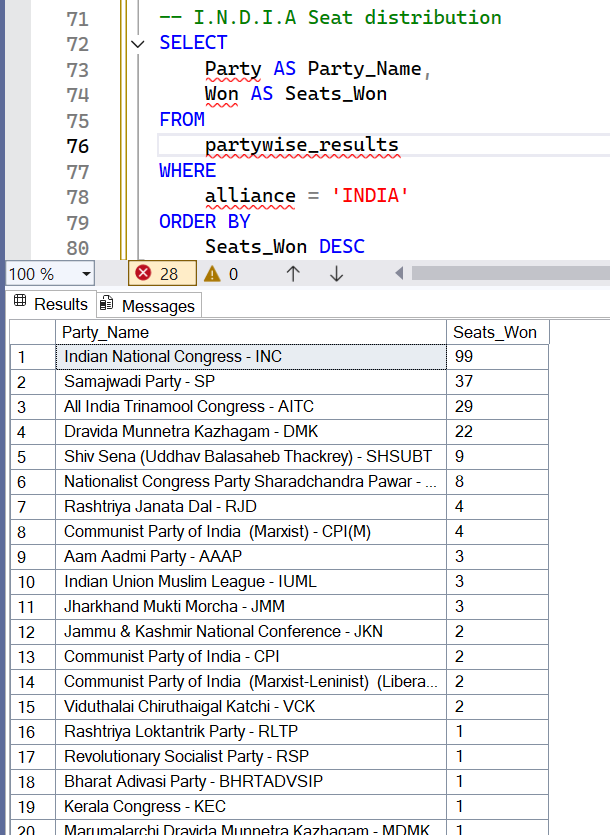 71 -- I.N.D.I.A Seat distribution
72 SELECT
73 Party AS Party_Name,
74 Won AS Seats_Won
75 FROM
76 partywise_results
77 WHERE
78 alliance = 'INDIA'
79 ORDER BY
80 Seats_Won DESC
100 % 28 0
Results Messages
Party_Name Seats_Won
1 Indian National Congress - INC 99
2 Samajwadi Party - SP 37
3 All India Trinamool Congress - AITC 29
4 Dravida Munnetra Kazhagam - DMK 22
5 Shiv Sena (Uddhav Balasaheb Thackrey) - SHSUBT 9
6 Nationalist Congress Party Sharadchandra Pawar - ... 8
7 Rashtriya Janata Dal - RJD 4
8 Communist Party of India  (Marxist) - CPI(M) 4
9 Aam Aadmi Party - AAAP 3
10 Indian Union Muslim League - IUML 3
11 Jharkhand Mukti Morcha - JMM 3
12 Jammu & Kashmir National Conference - JKN 2
13 Communist Party of India - CPI 2
14 Communist Party of India  (Marxist-Leninist)  (Libera... 2
15 Viduthalai Chiruthaigal Katchi - VCK 2
16 Rashtriya Loktantrik Party - RLTP 1
17 Revolutionary Socialist Party - RSP 1
18 Bharat Adivasi Party - BHRTADVSIP 1
19 Kerala Congress - KEC 1
20 Marumalarchi Dravida Munnetra Kazhagam - MDMK 1